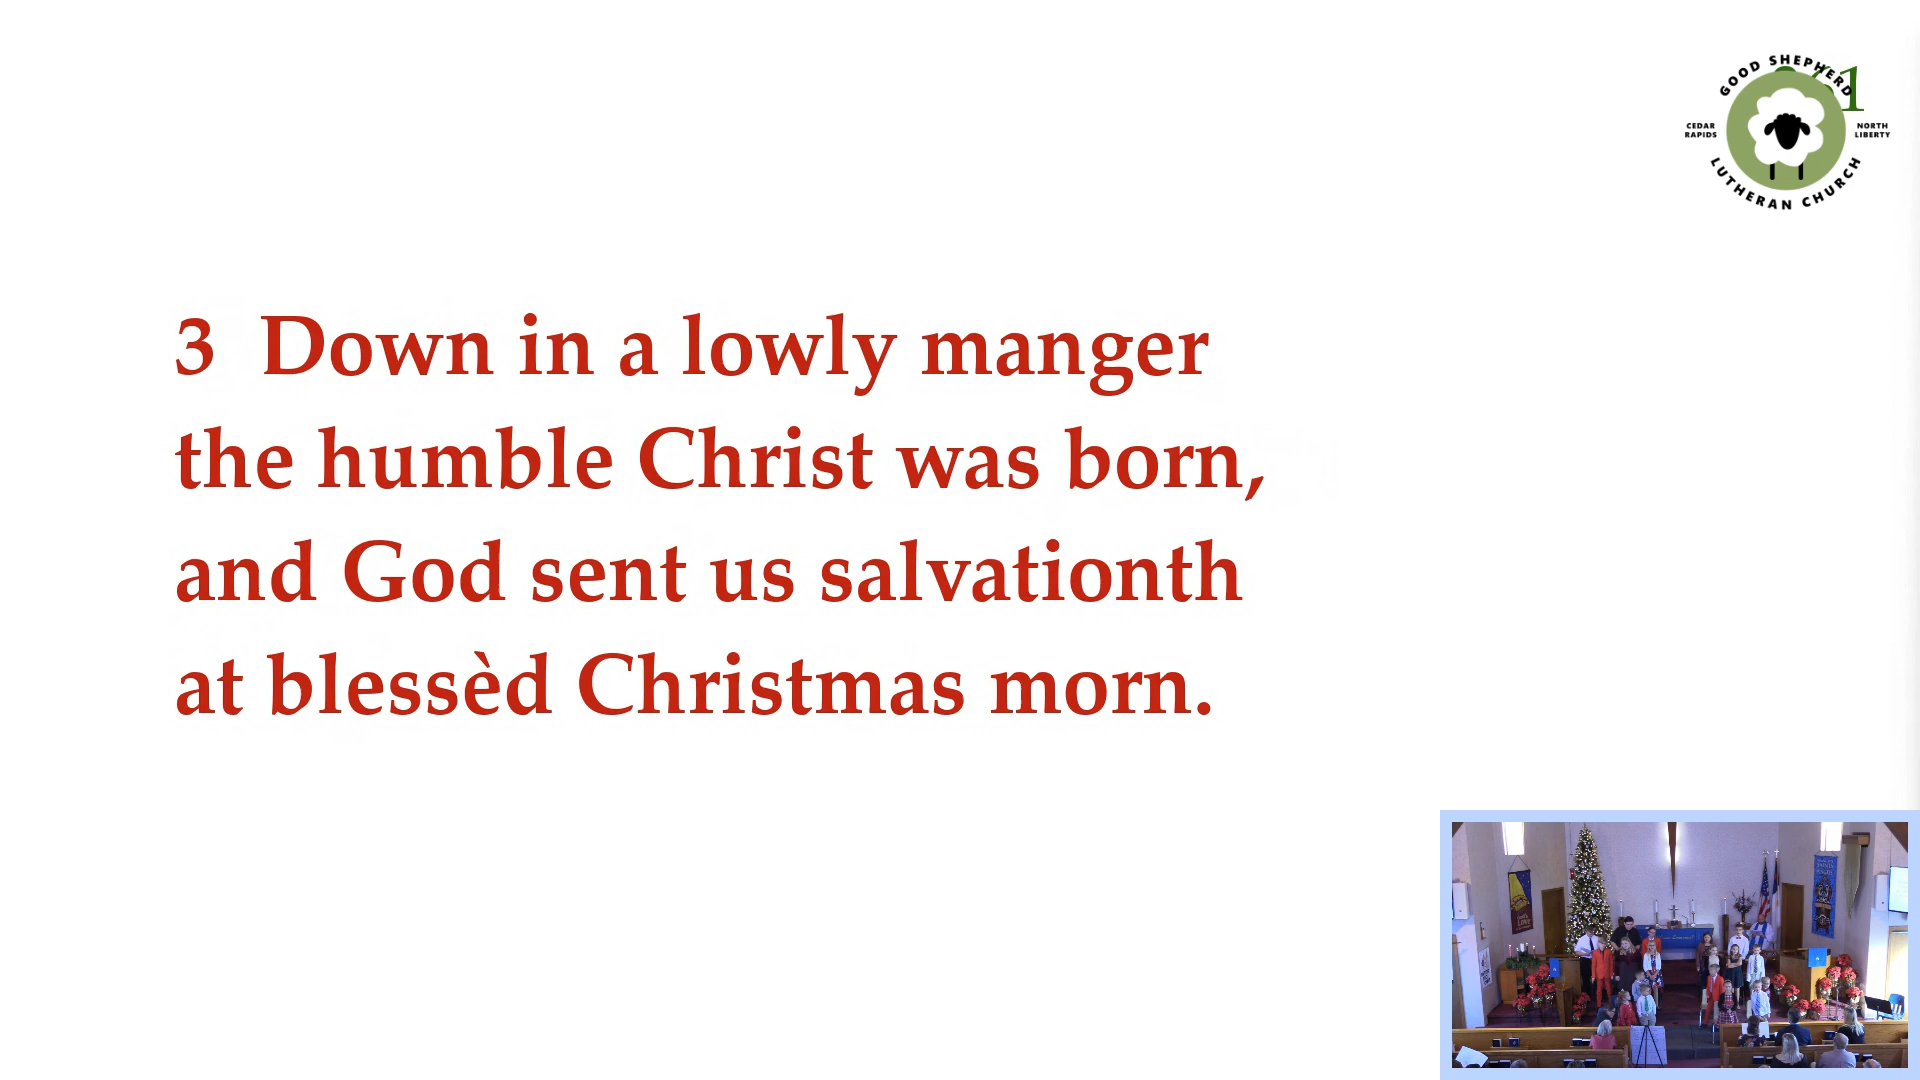 GOOD SHEPHERD
CEDAR RAPIDS
NORTH LIBERTY
LUTHERAN CHURCH
3 Down in a lowly manger
the humble Christ was born,
and God sent us salvationth
at blessèd Christmas morn.